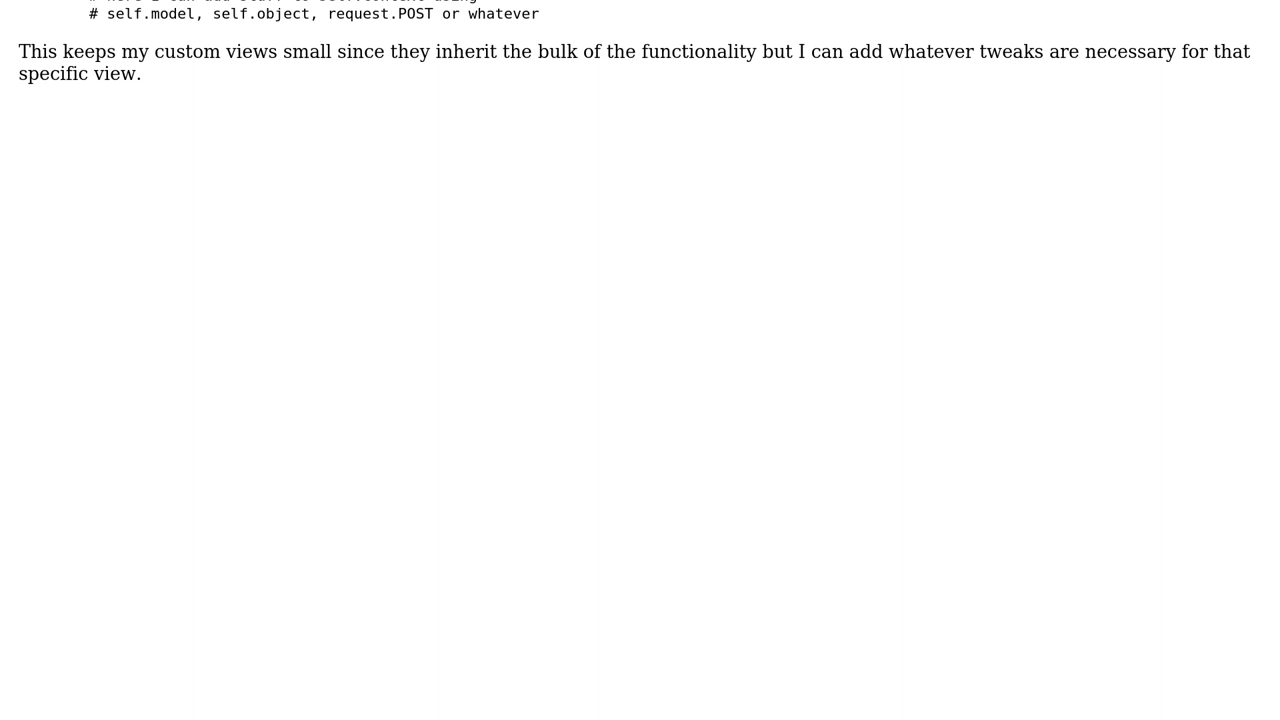 # self.model, self.object, request.POST or whatever
This keeps my custom views small since they inherit the bulk of the functionality but I can add whatever tweaks are necessary for that
specific view.